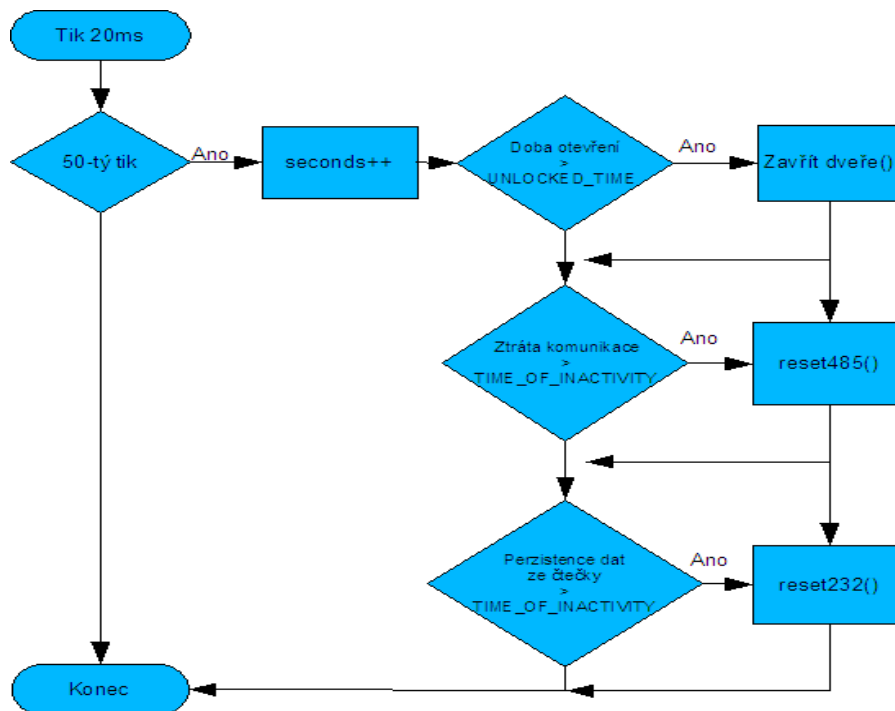 Tik 20ms
50-tý tik
Ano
seconds++
Doba otevření
>
UNLOCKED_TIME
Ano
Zavřít dveře()
Ztráta komunikace
>
TIME_OF_INACTIVITY
Ano
reset485()
Perzistence dat
ze čtečky
>
TIME_OF_INACTIVITY
Ano
reset232()
Konec